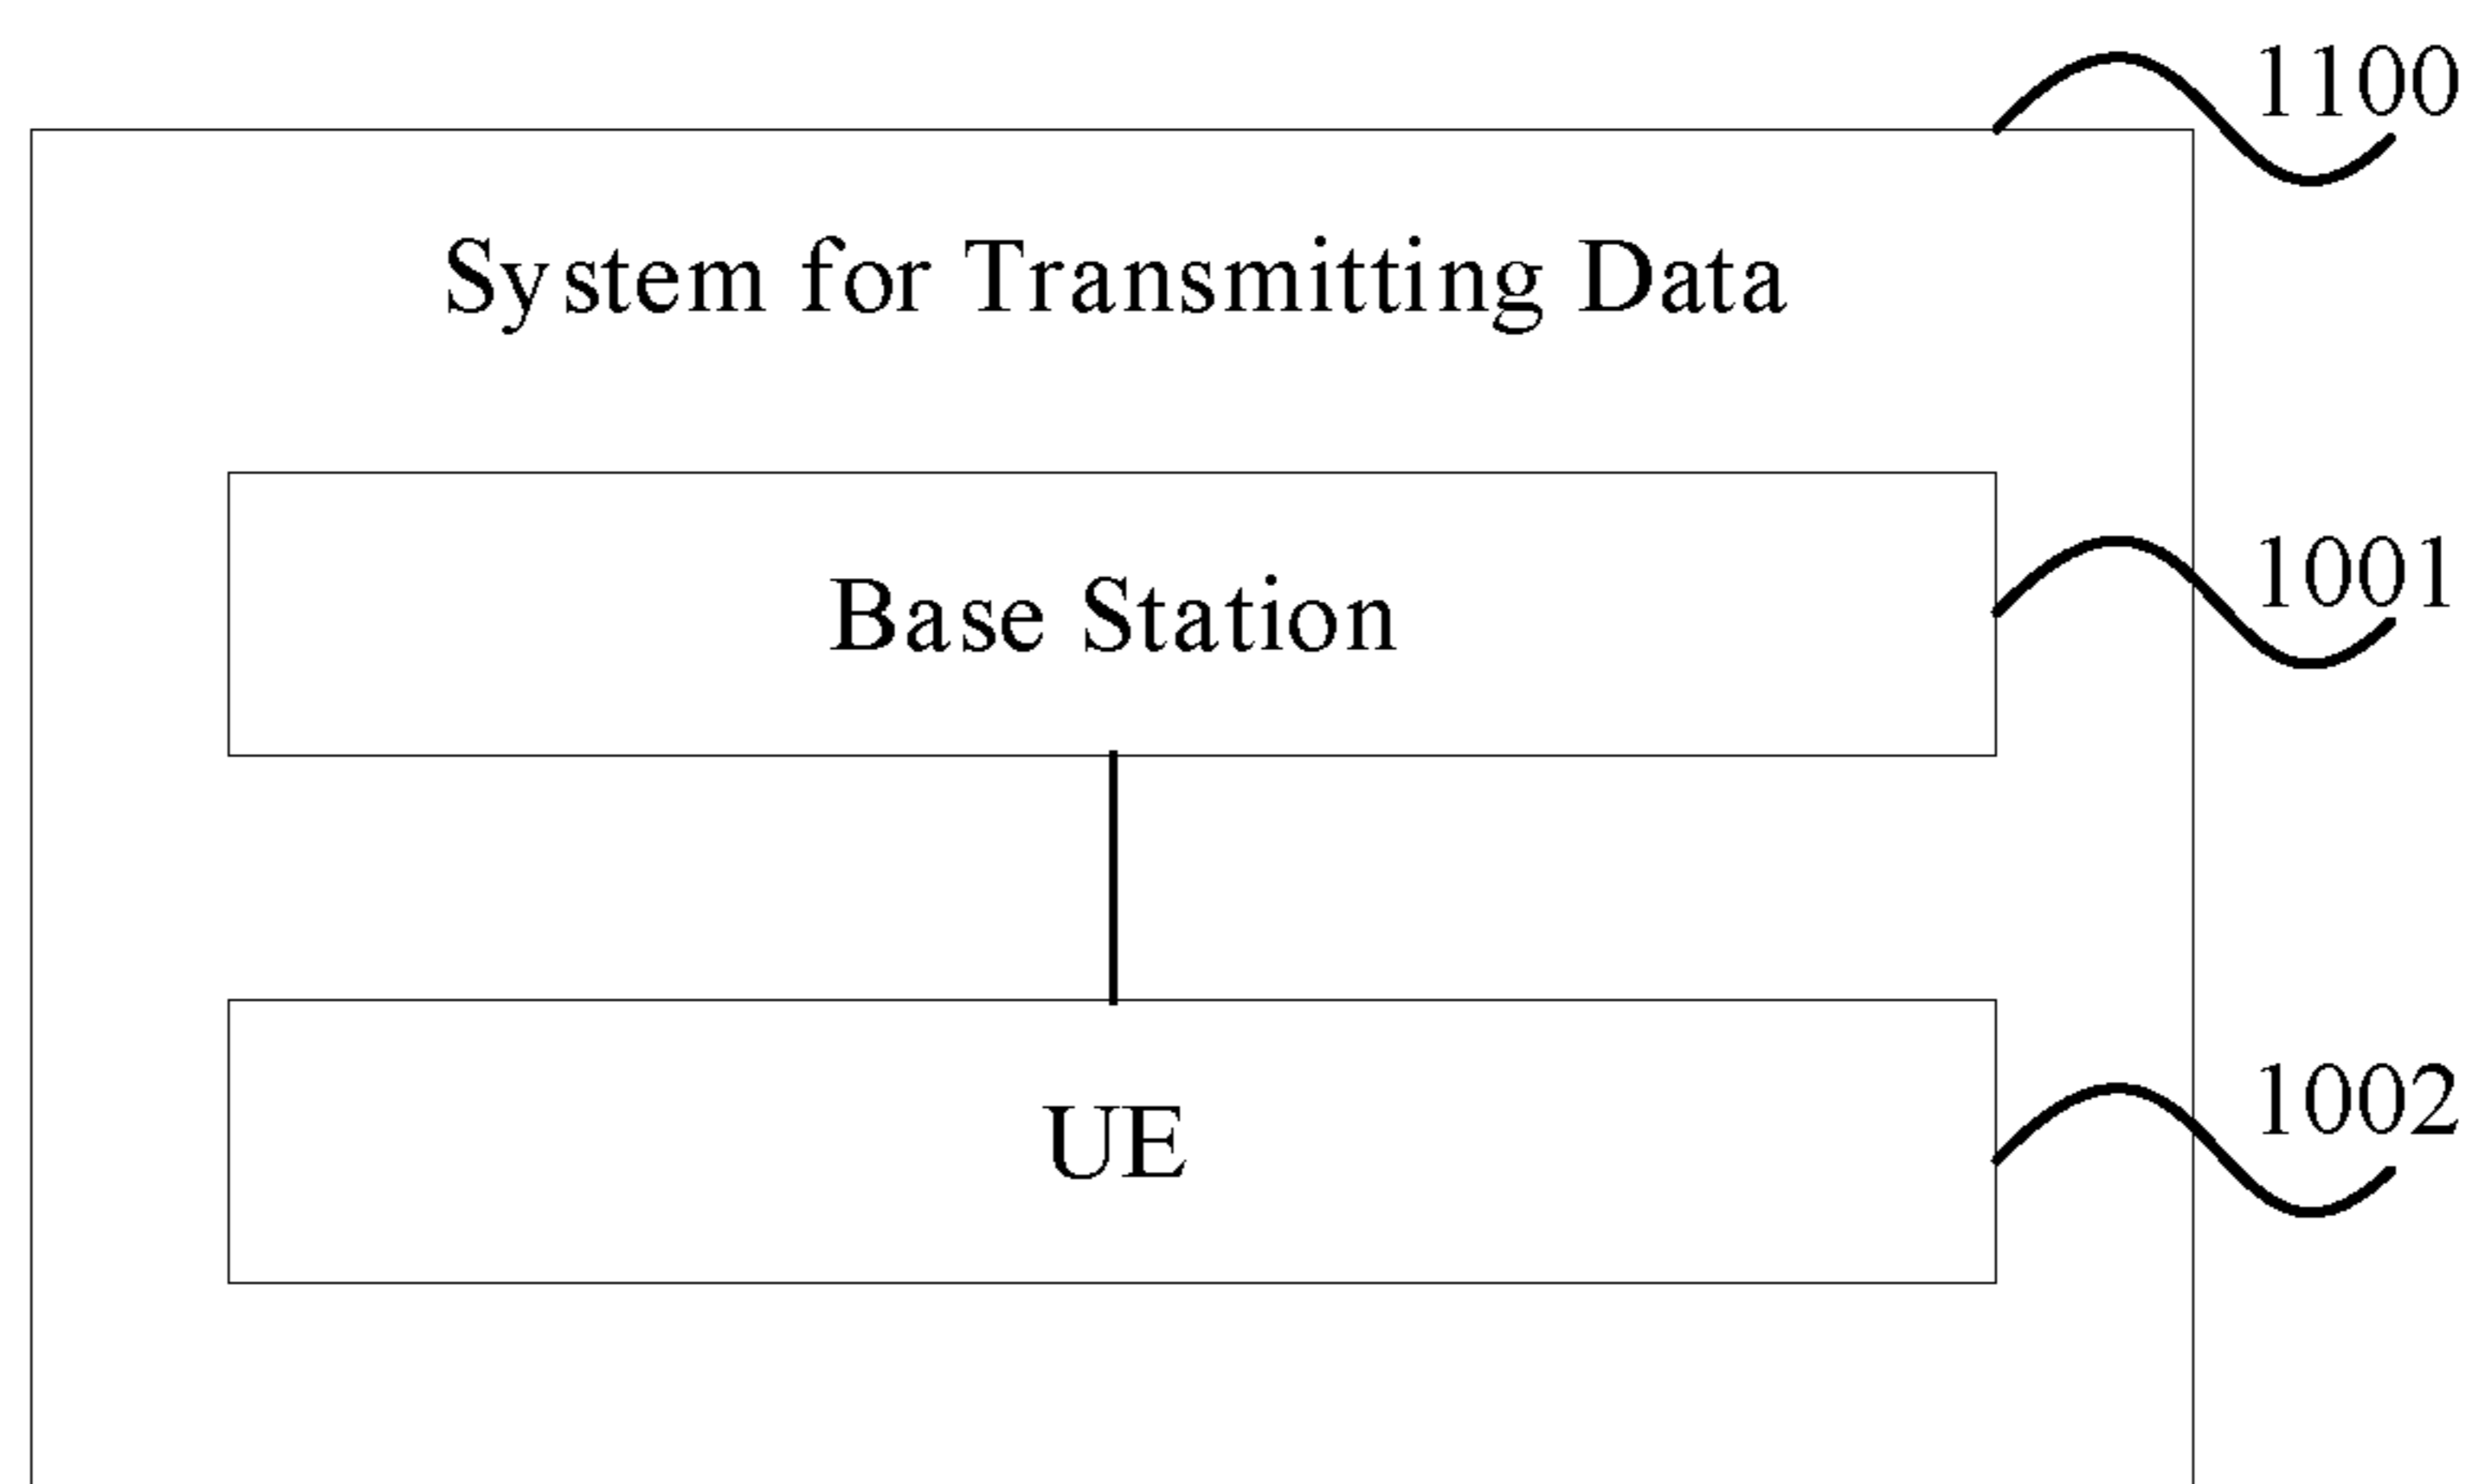 1100
System for Transmitting Data
Base Station
1001
UE
1002